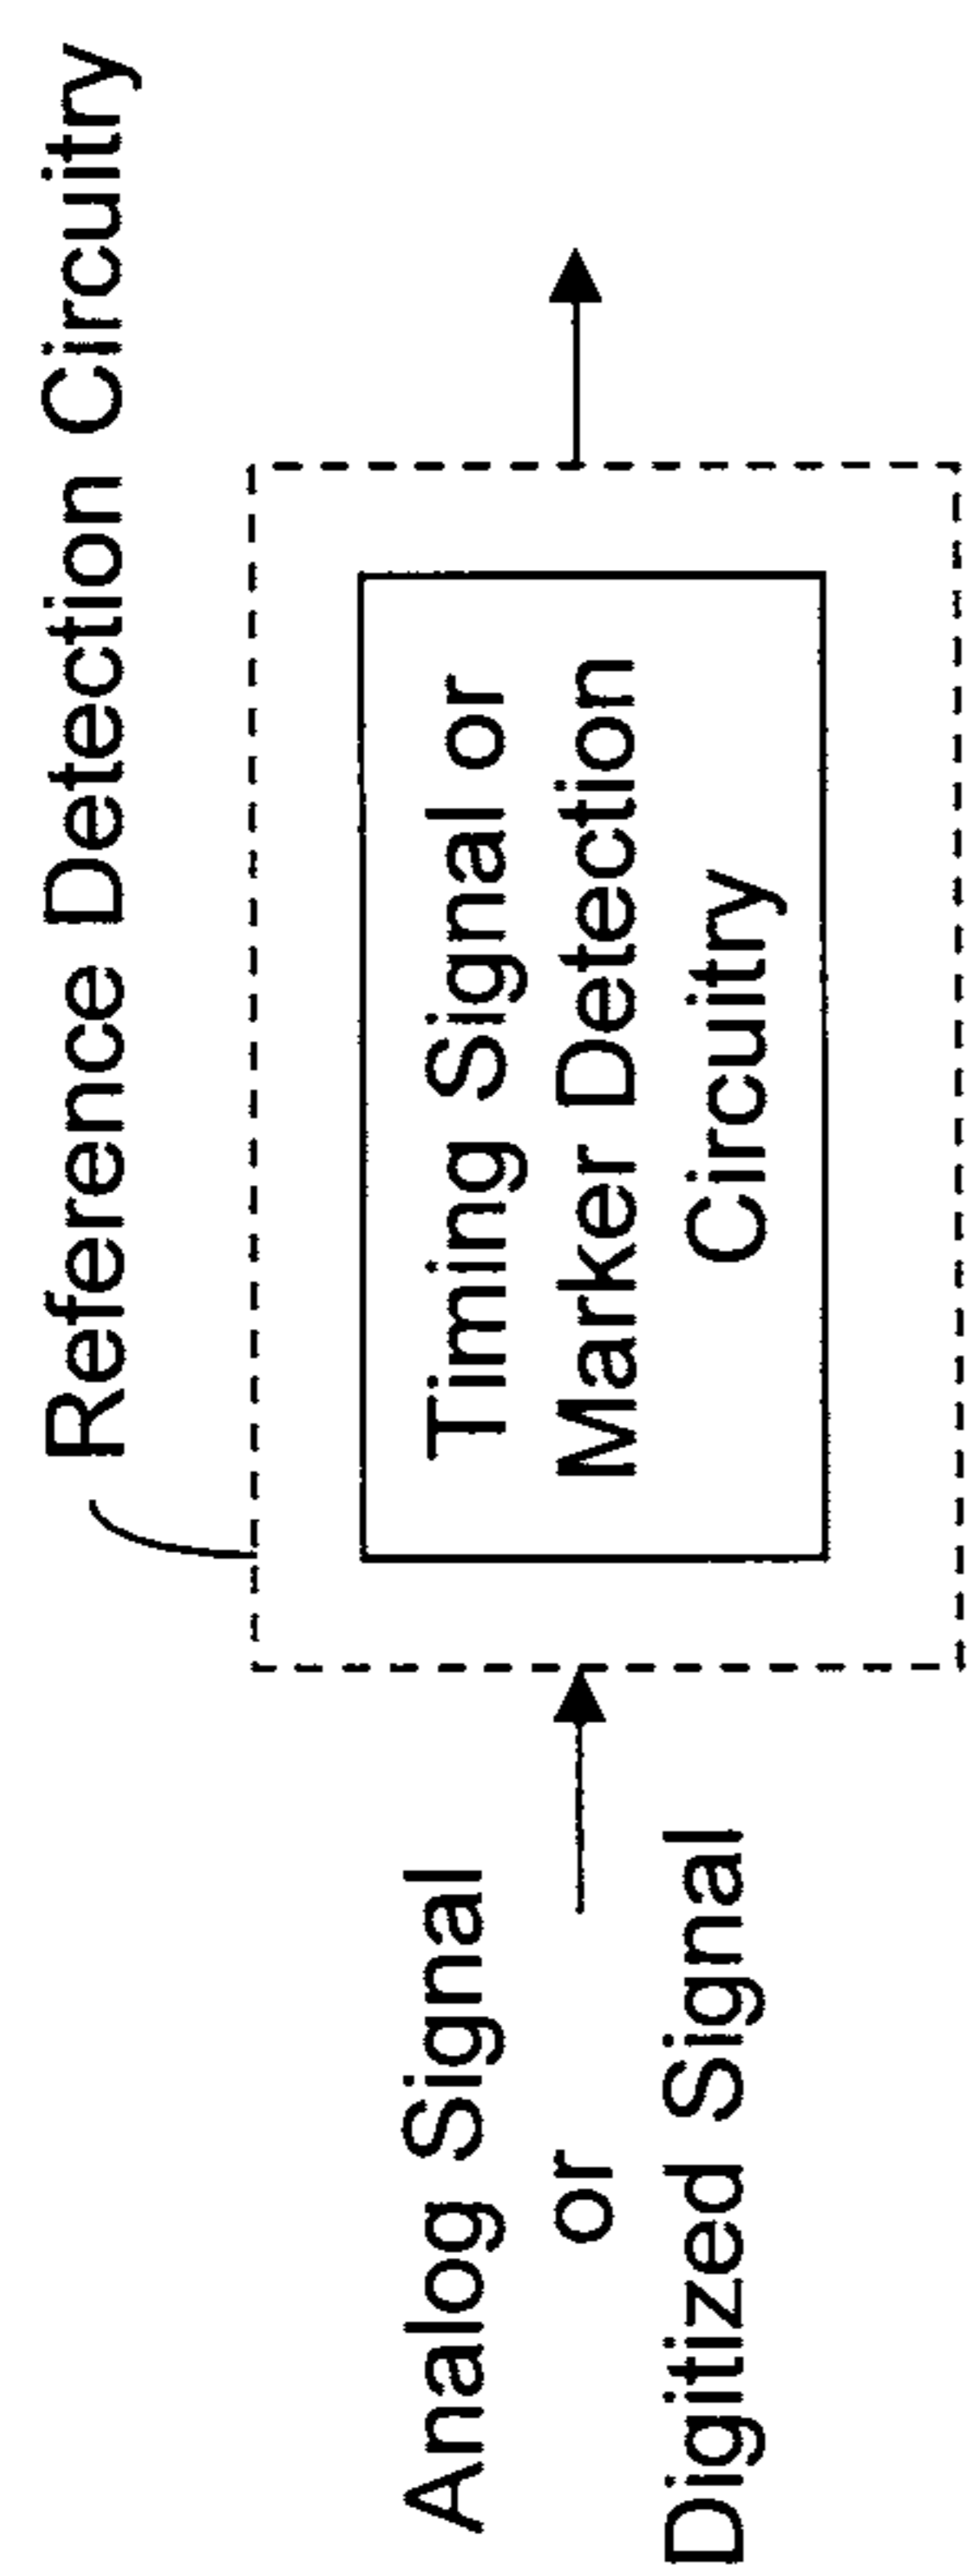 Reference Detection Circuitry
Analog Signal
or
Digitized Signal
Timing Signal or
Marker Detection
Circuitry